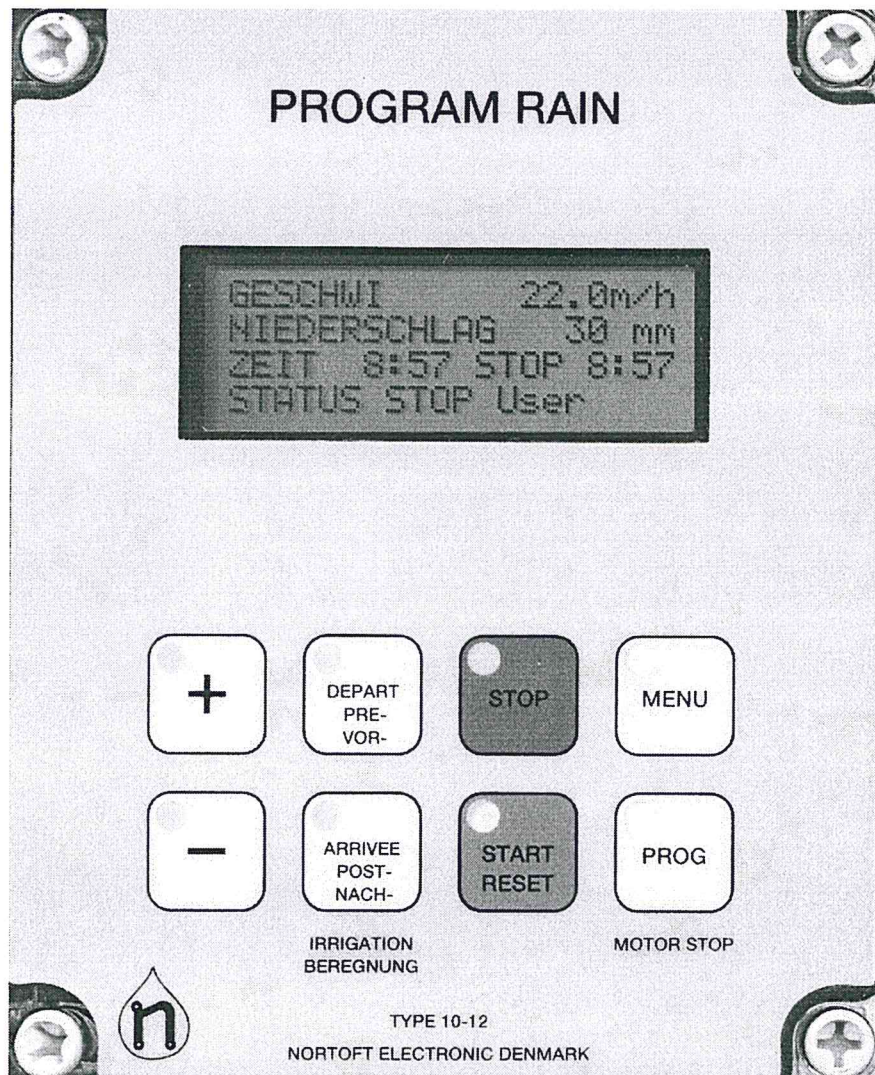 PROGRAM RAIN
GESCHWI 22.0m/h
NIEDERSCHLAG 30 mm
ZEIT 8:57 STOP 8:57
STATUS STOP User
+
DEPART
PRE-
VOR-
STOP
MENU
−
ARRIVEE
POST-
NACH-
START
RESET
PROG
IRRIGATION
BEREGNUNG
MOTOR STOP
n
TYPE 10-12
NORTOFT ELECTRONIC DENMARK